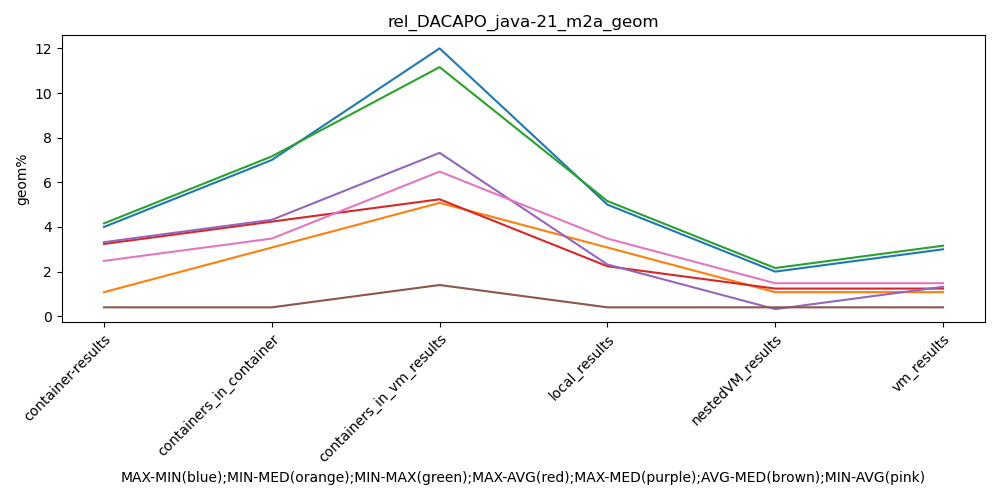 rel_DACAPO_java-21_m2a_geom
12
10
8
6
4
2
0
geom%
container-results
containers_in_container
containers_in_vm_results
local_results
nestedVM_results
vm_results
MAX-MIN(blue);MIN-MED(orange);MIN-MAX(green);MAX-AVG(red);MAX-MED(purple);AVG-MED(brown);MIN-AVG(pink)